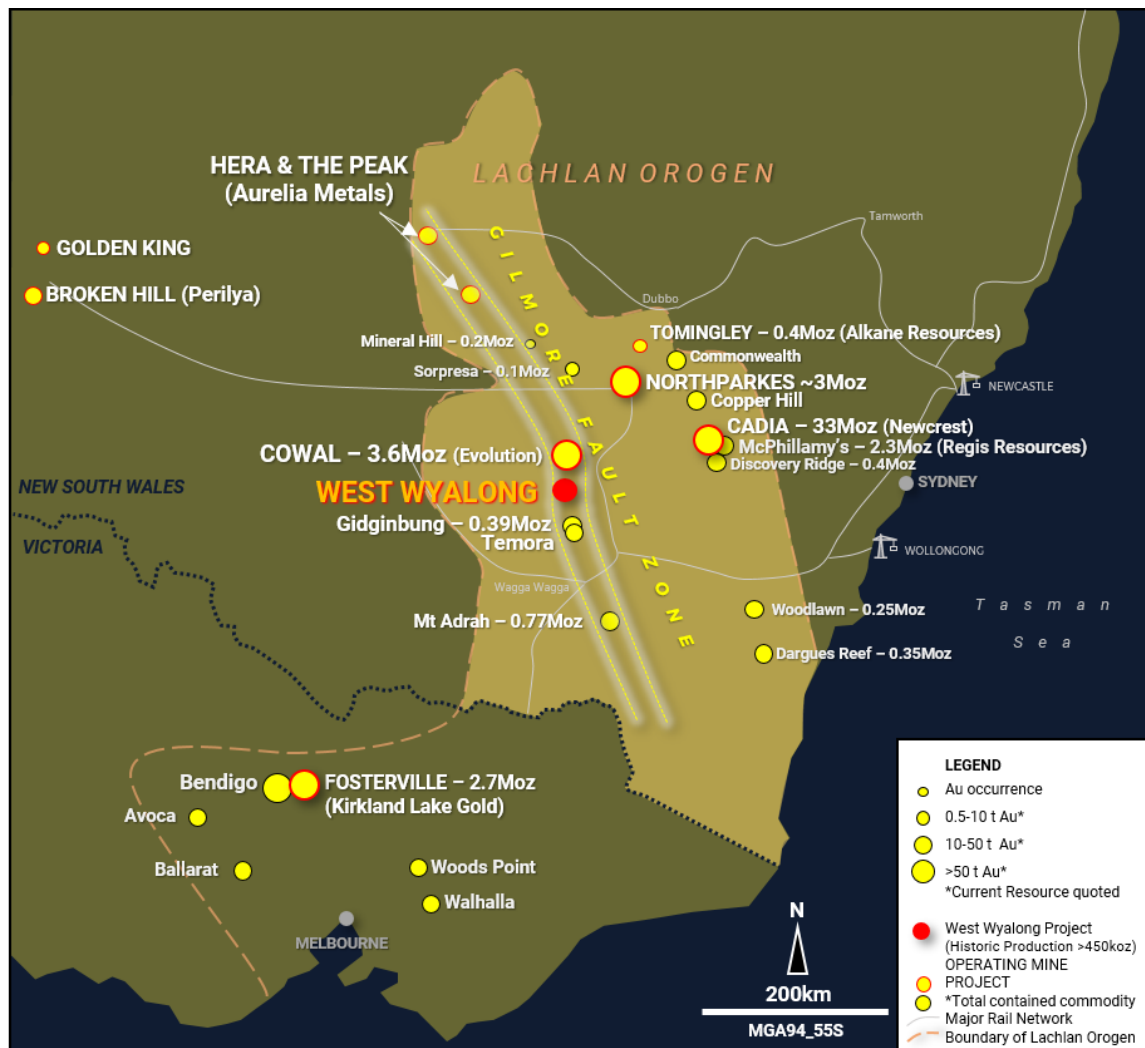 LACHLAN OROGEN
HERA & THE PEAK
(Aurelia Metals)
Tamworth
GOLDEN KING
BROKEN HILL (Perilya)
GILMORE FAULT ZONE
Dubbo
TOMINGLEY – 0.4Moz (Alkane Resources)
Mineral Hill – 0.2Moz
Commonwealth
Sorpresa – 0.1Moz
NORTHPARKES ~3Moz
NEWCASTLE
Copper Hill
CADIA – 33Moz (Newcrest)
McPhillamy's – 2.3Moz (Regis Resources)
COWAL – 3.6Moz (Evolution)
Discovery Ridge – 0.4Moz
SYDNEY
NEW SOUTH WALES
WEST WYALONG
VICTORIA
Gidginbung – 0.39Moz
Temora
WOLLONGONG
Wagga Wagga
Woodlawn – 0.25Moz
Tasman
Sea
Mt Adrah – 0.77Moz
Dargues Reef – 0.35Moz
Bendigo
FOSTERVILLE – 2.7Moz
(Kirkland Lake Gold)
Avoca
Ballarat
Woods Point
Walhalla
MELBOURNE
N
200km
MGA94_55S
LEGEND
Au occurrence
0.5-10 t Au*
10-50 t Au*
>50 t Au*
*Current Resource quoted
West Wyalong Project
(Historic Production >450koz)
OPERATING MINE
PROJECT
*Total contained commodity
Major Rail Network
Boundary of Lachlan Orogen